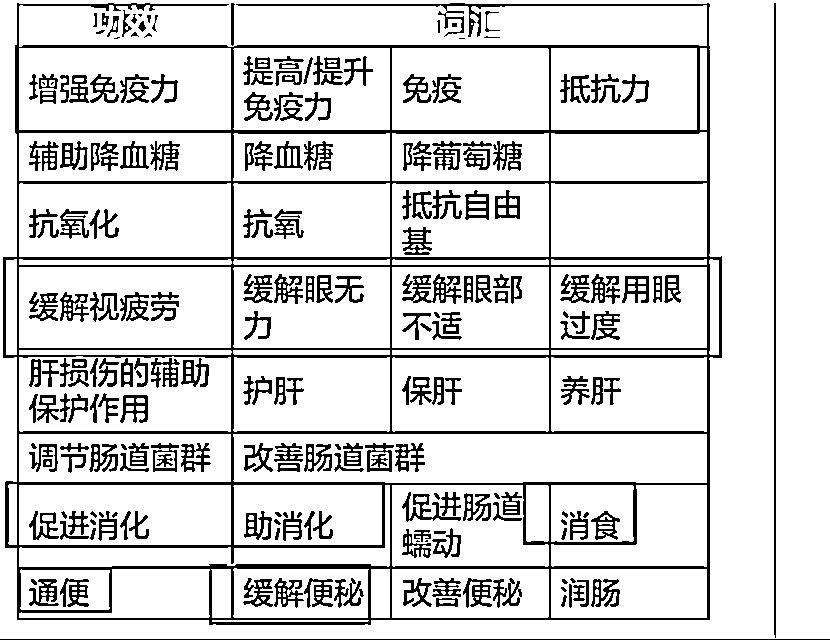 功效 词汇
增强免疫力 提高/提升免疫力 免疫 抵抗力
辅助降血糖 降血糖 降葡萄糖
抗氧化 抗氧 抵抗自由基
缓解视疲劳 缓解眼无力 缓解眼部不适 缓解用眼过度
肝损伤的辅助保护作用 护肝 保肝 养肝
调节肠道菌群 改善肠道菌群
促进消化 助消化 促进肠道蠕动 消食
通便 缓解便秘 改善便秘 润肠